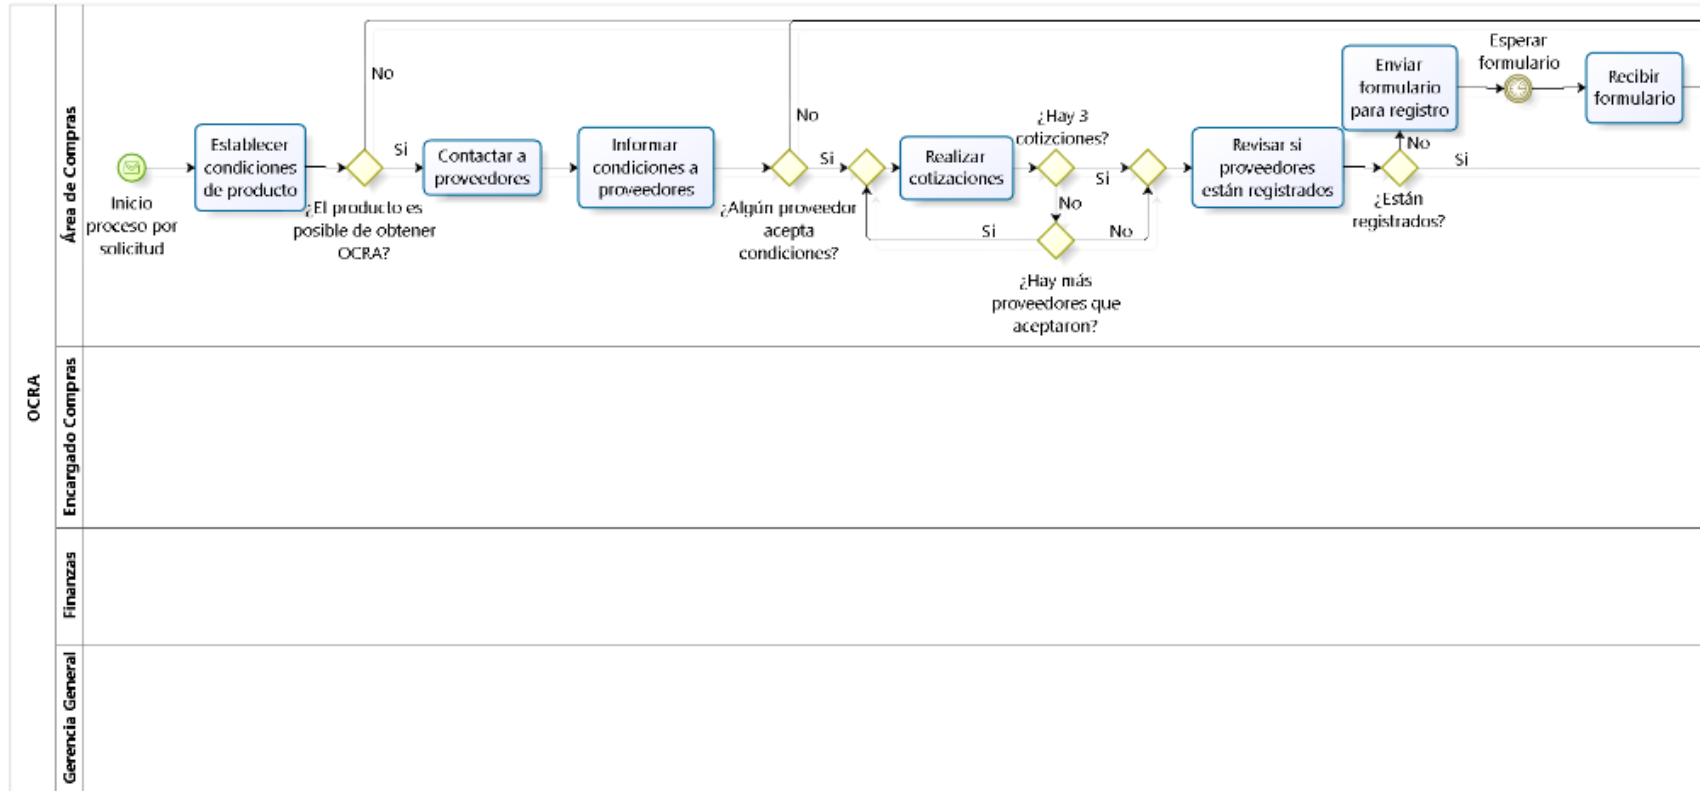 OCRA
Área de Compras
Encargado Compras
Finanzas
Gerencia General
Inicio
proceso por
solicitud
Establecer
condiciones
de producto
¿El producto es
posible de obtener
OCRA?
No
Si
Contactar a
proveedores
Informar
condiciones a
proveedores
¿Algún proveedor
acepta
condiciones?
No
Si
Realizar
cotizaciones
¿Hay 3
cotizciones?
Si
No
¿Hay más
proveedores que
aceptaron?
Si
No
Revisar si
proveedores
están registrados
¿Están
registrados?
No
Si
Enviar
formulario
para registro
Esperar
formulario
Recibir
formulario